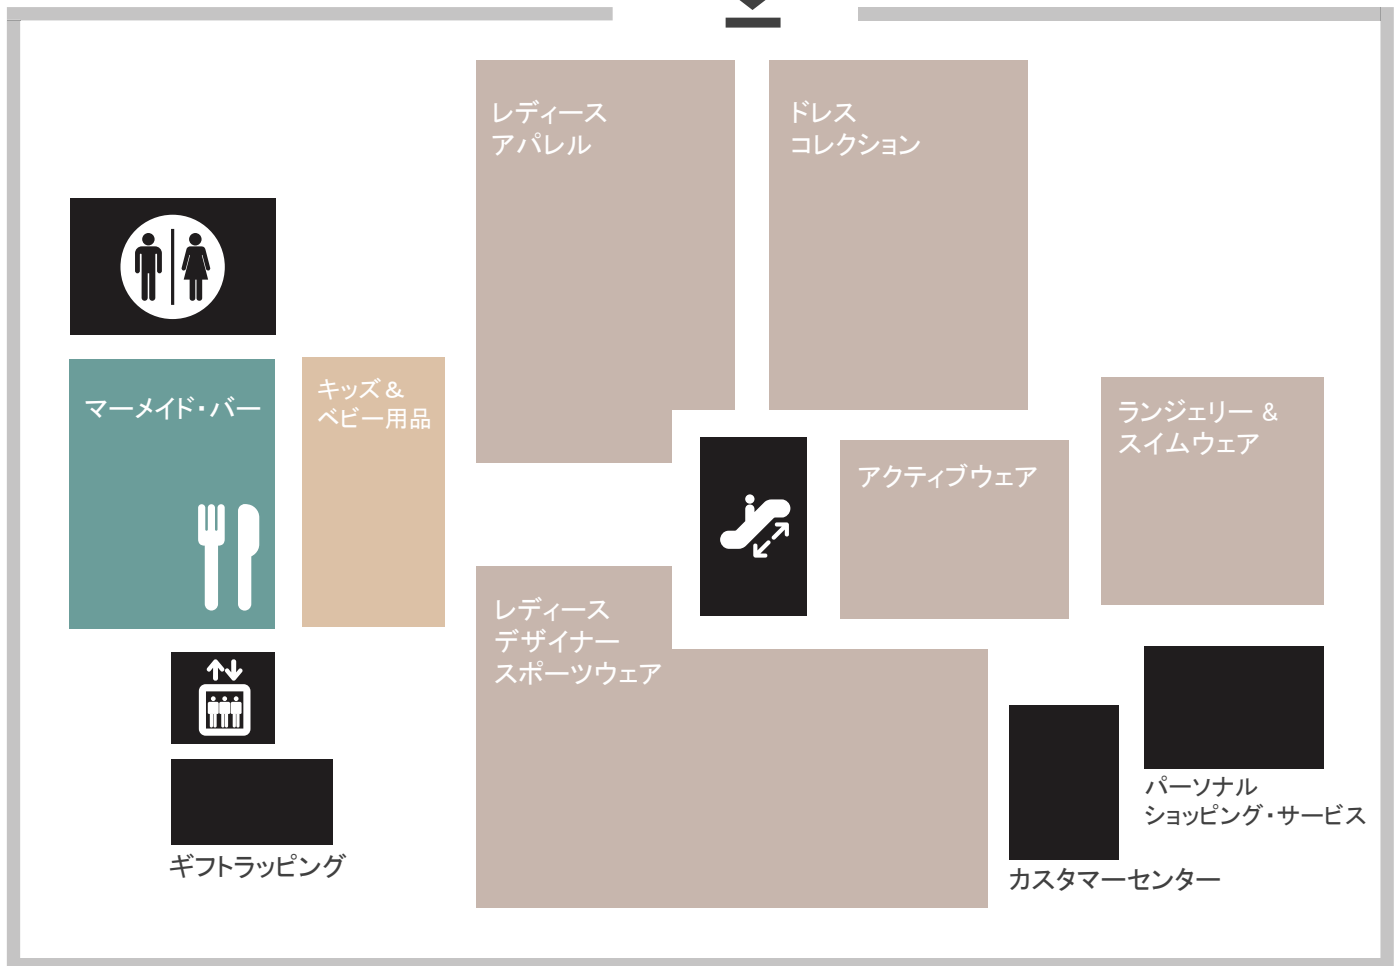 レディース
アパレル
ドレス
コレクション
マーメイド・バー
キッズ &
ベビー用品
ランジェリー &
スイムウェア
アクティブウェア
レディース
デザイナー
スポーツウェア
パーソナル
ショッピング・サービス
ギフトラッピング
カスタマーセンター